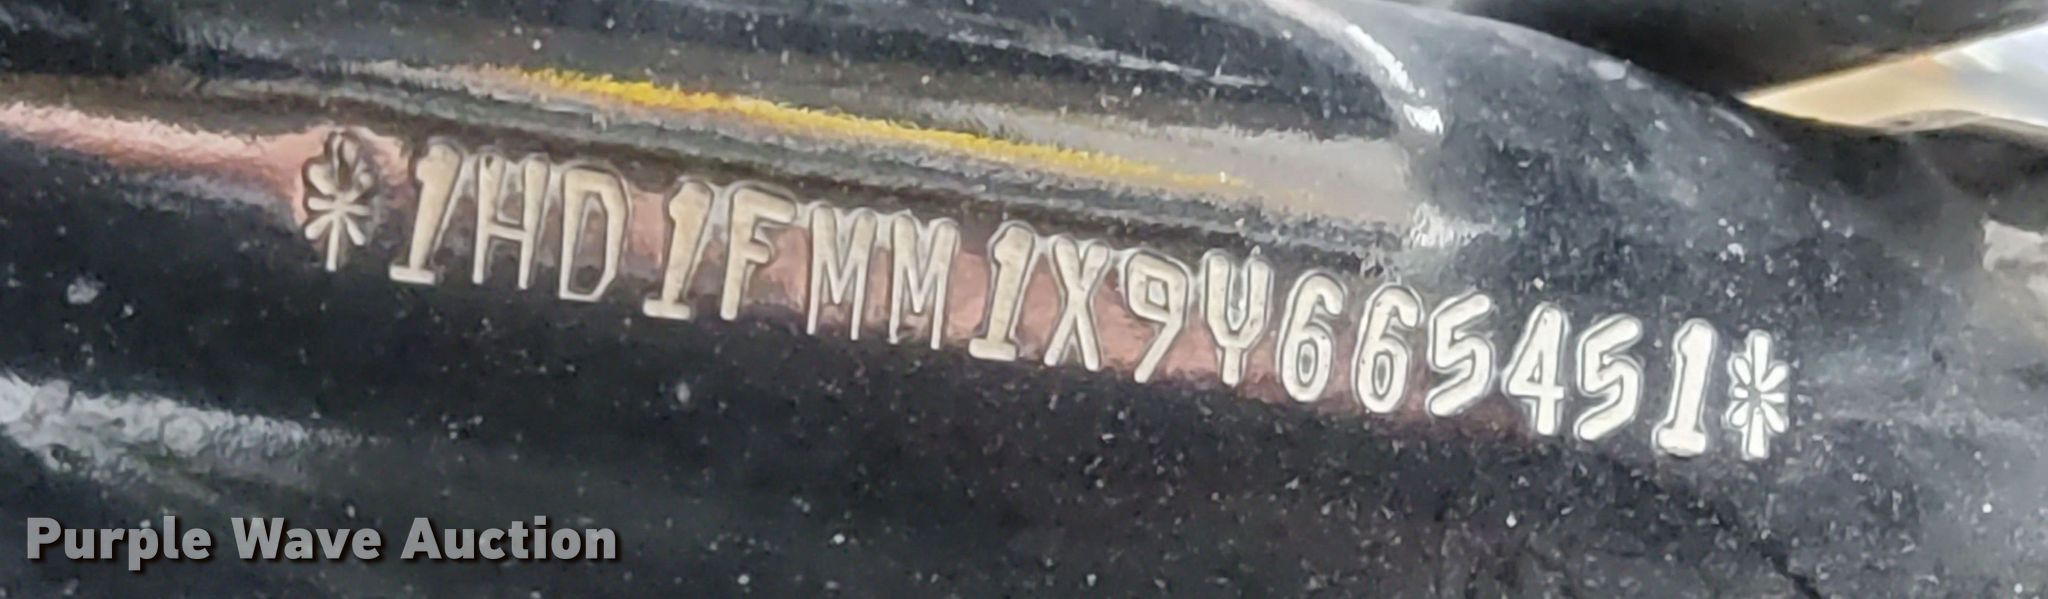 *1HD1FMM1X9Y665451*
Purple Wave Auction